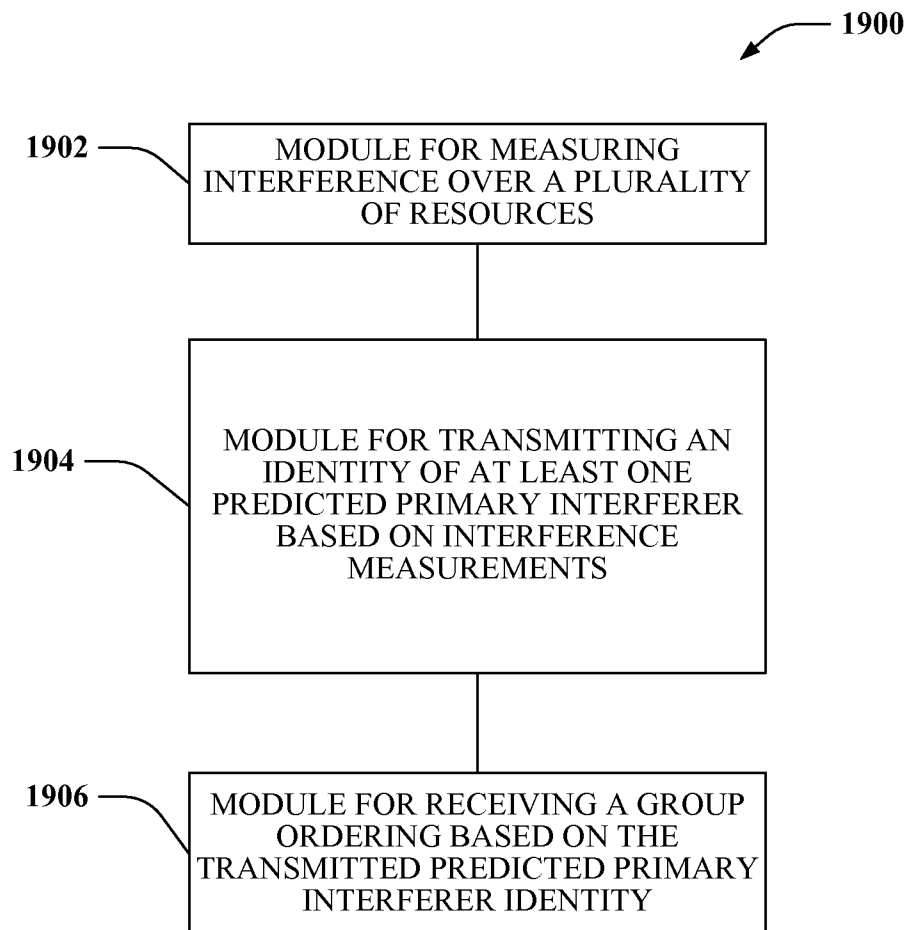 1900
1902
MODULE FOR MEASURING
INTERFERENCE OVER A PLURALITY
OF RESOURCES
1904
MODULE FOR TRANSMITTING AN
IDENTITY OF AT LEAST ONE
PREDICTED PRIMARY INTERFERER
BASED ON INTERFERENCE
MEASUREMENTS
1906
MODULE FOR RECEIVING A GROUP
ORDERING BASED ON THE
TRANSMITTED PREDICTED PRIMARY
INTERFERER IDENTITY